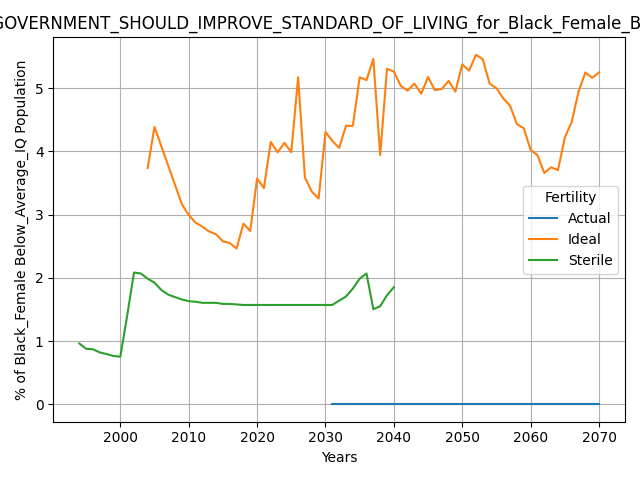 GOVERNMENT_SHOULD_IMPROVE_STANDARD_OF_LIVING_for_Black_Female_B
% of Black_Female Below_Average_IQ Population
5
4
3
2
1
0
Fertility
Actual
Ideal
Sterile
2000 2010 2020 2030 2040 2050 2060 2070
Years